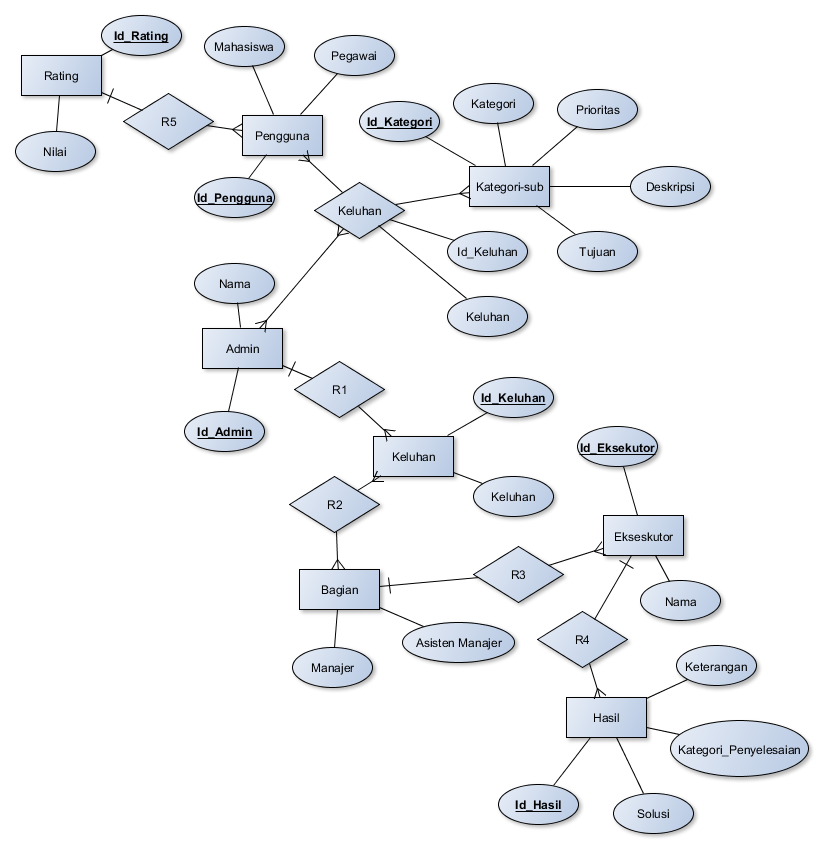 Id_Rating
Mahasiswa
Pegawai
Rating
Kategori
Prioritas
R5
Id_Kategori
Pengguna
Nilai
Kategori-sub
Deskripsi
Id_Pengguna
Keluhan
Id_Keluhan
Tujuan
Nama
Keluhan
Admin
R1
Id_Keluhan
Id_Admin
Id_Eksekutor
Keluhan
Keluhan
R2
Ekseskutor
R3
Bagian
Nama
Asisten Manajer
R4
Manajer
Keterangan
Hasil
Kategori_Penyelesaian
Id_Hasil
Solusi